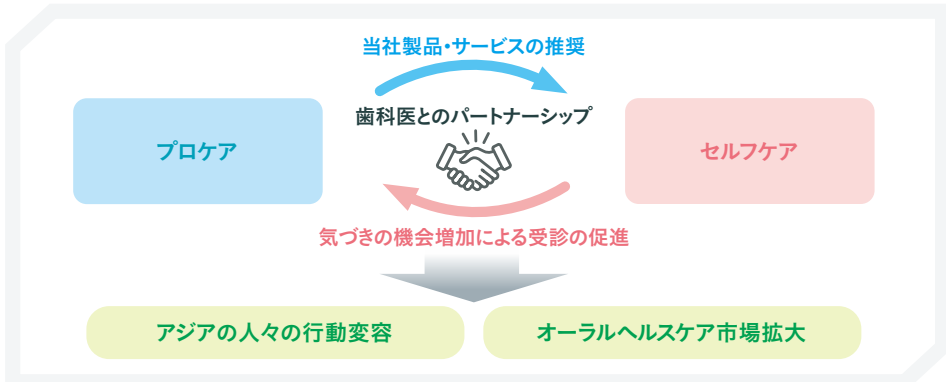 当社製品・サービスの推奨
歯科医とのパートナーシップ
プロケア
セルフケア
気づきの機会増加による受診の促進
アジアの人々の行動変容
オーラルヘルスケア市場拡大